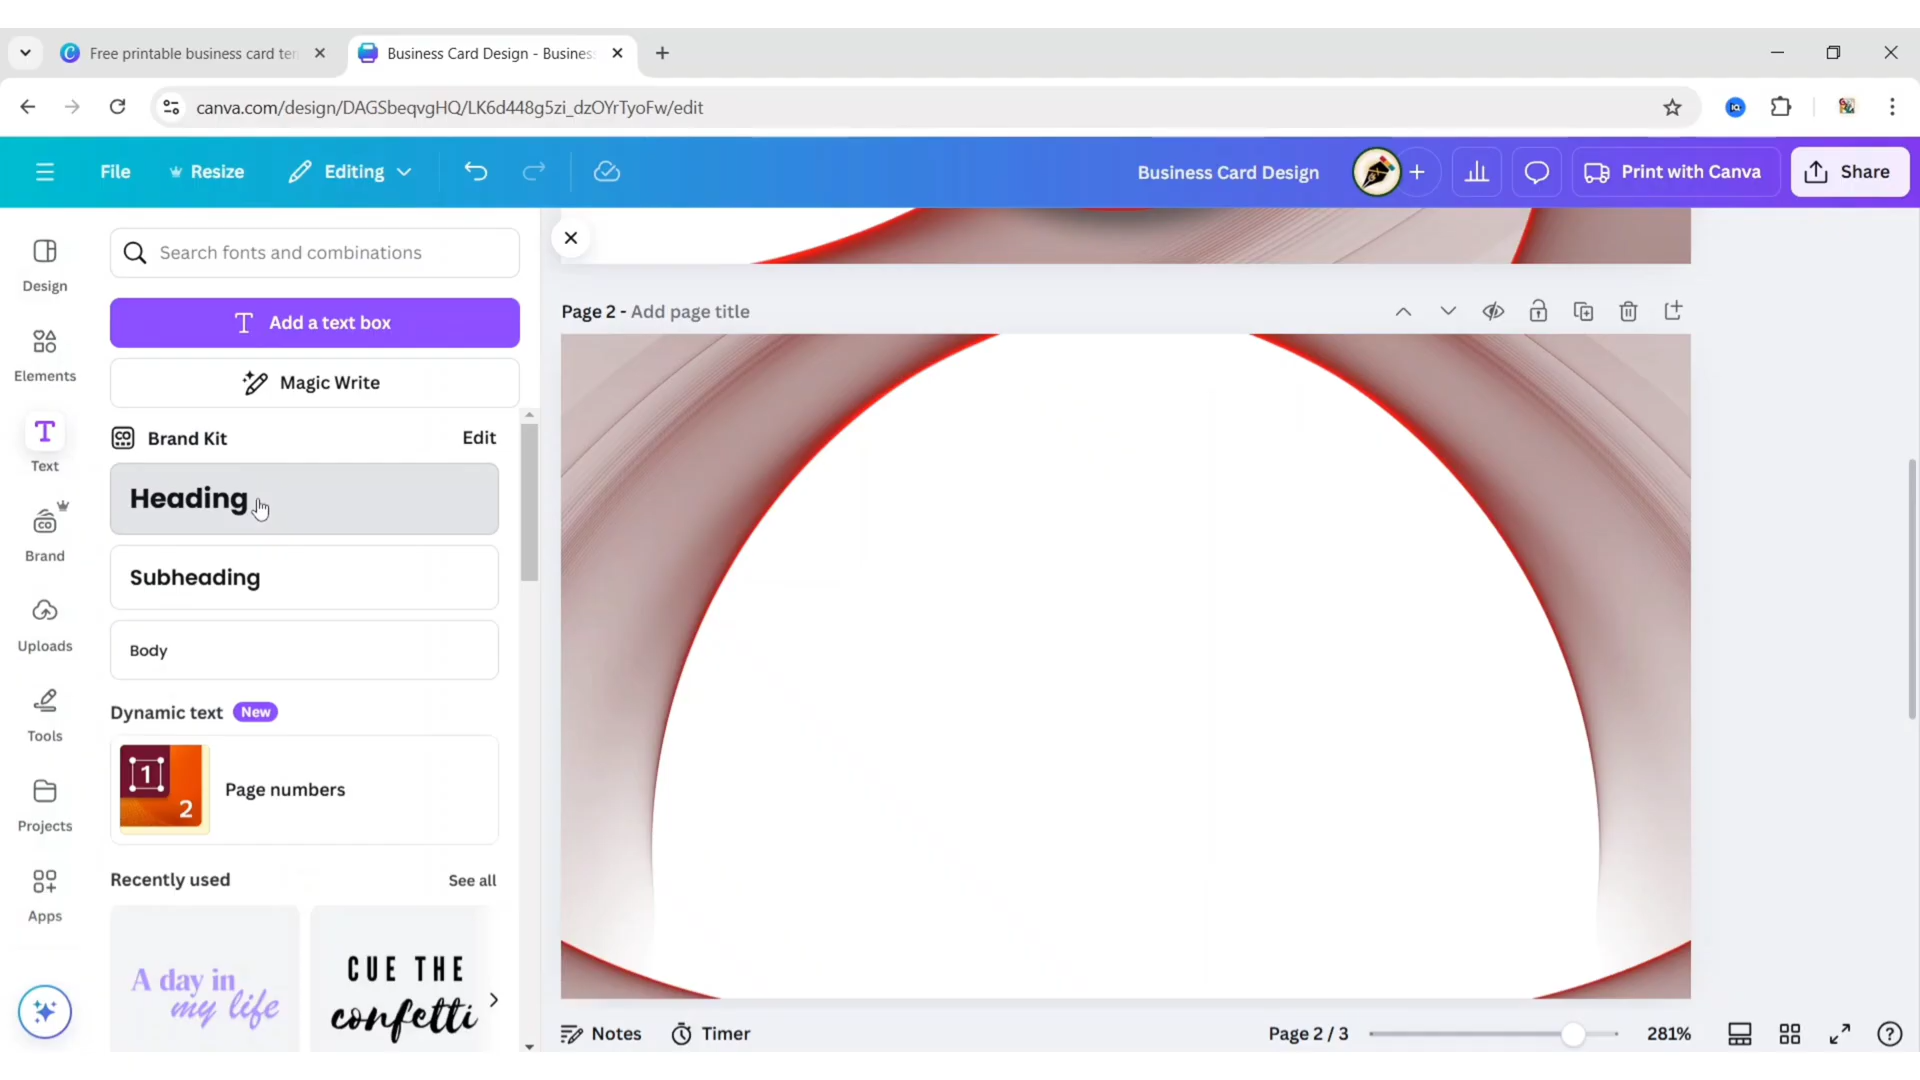 Free printable business card ten
Business Card Design - Busines
canva.com/design/DAGSbeqvgHQ/LK6d448g5zi_dzOYrTyoFw/edit
File
Resize
Editing
Business Card Design
Print with Canva
Share
Design
Elements
Text
Brand
Uploads
Tools
Projects
Apps
Search fonts and combinations
Add a text box
Magic Write
Brand Kit
Edit
Heading
Subheading
Body
Dynamic text New
1
2
Page numbers
Recently used
See all
A day in
my life
CUE THE
confetti
Page 2 - Add page title
Notes
Timer
Page 2 / 3
281%